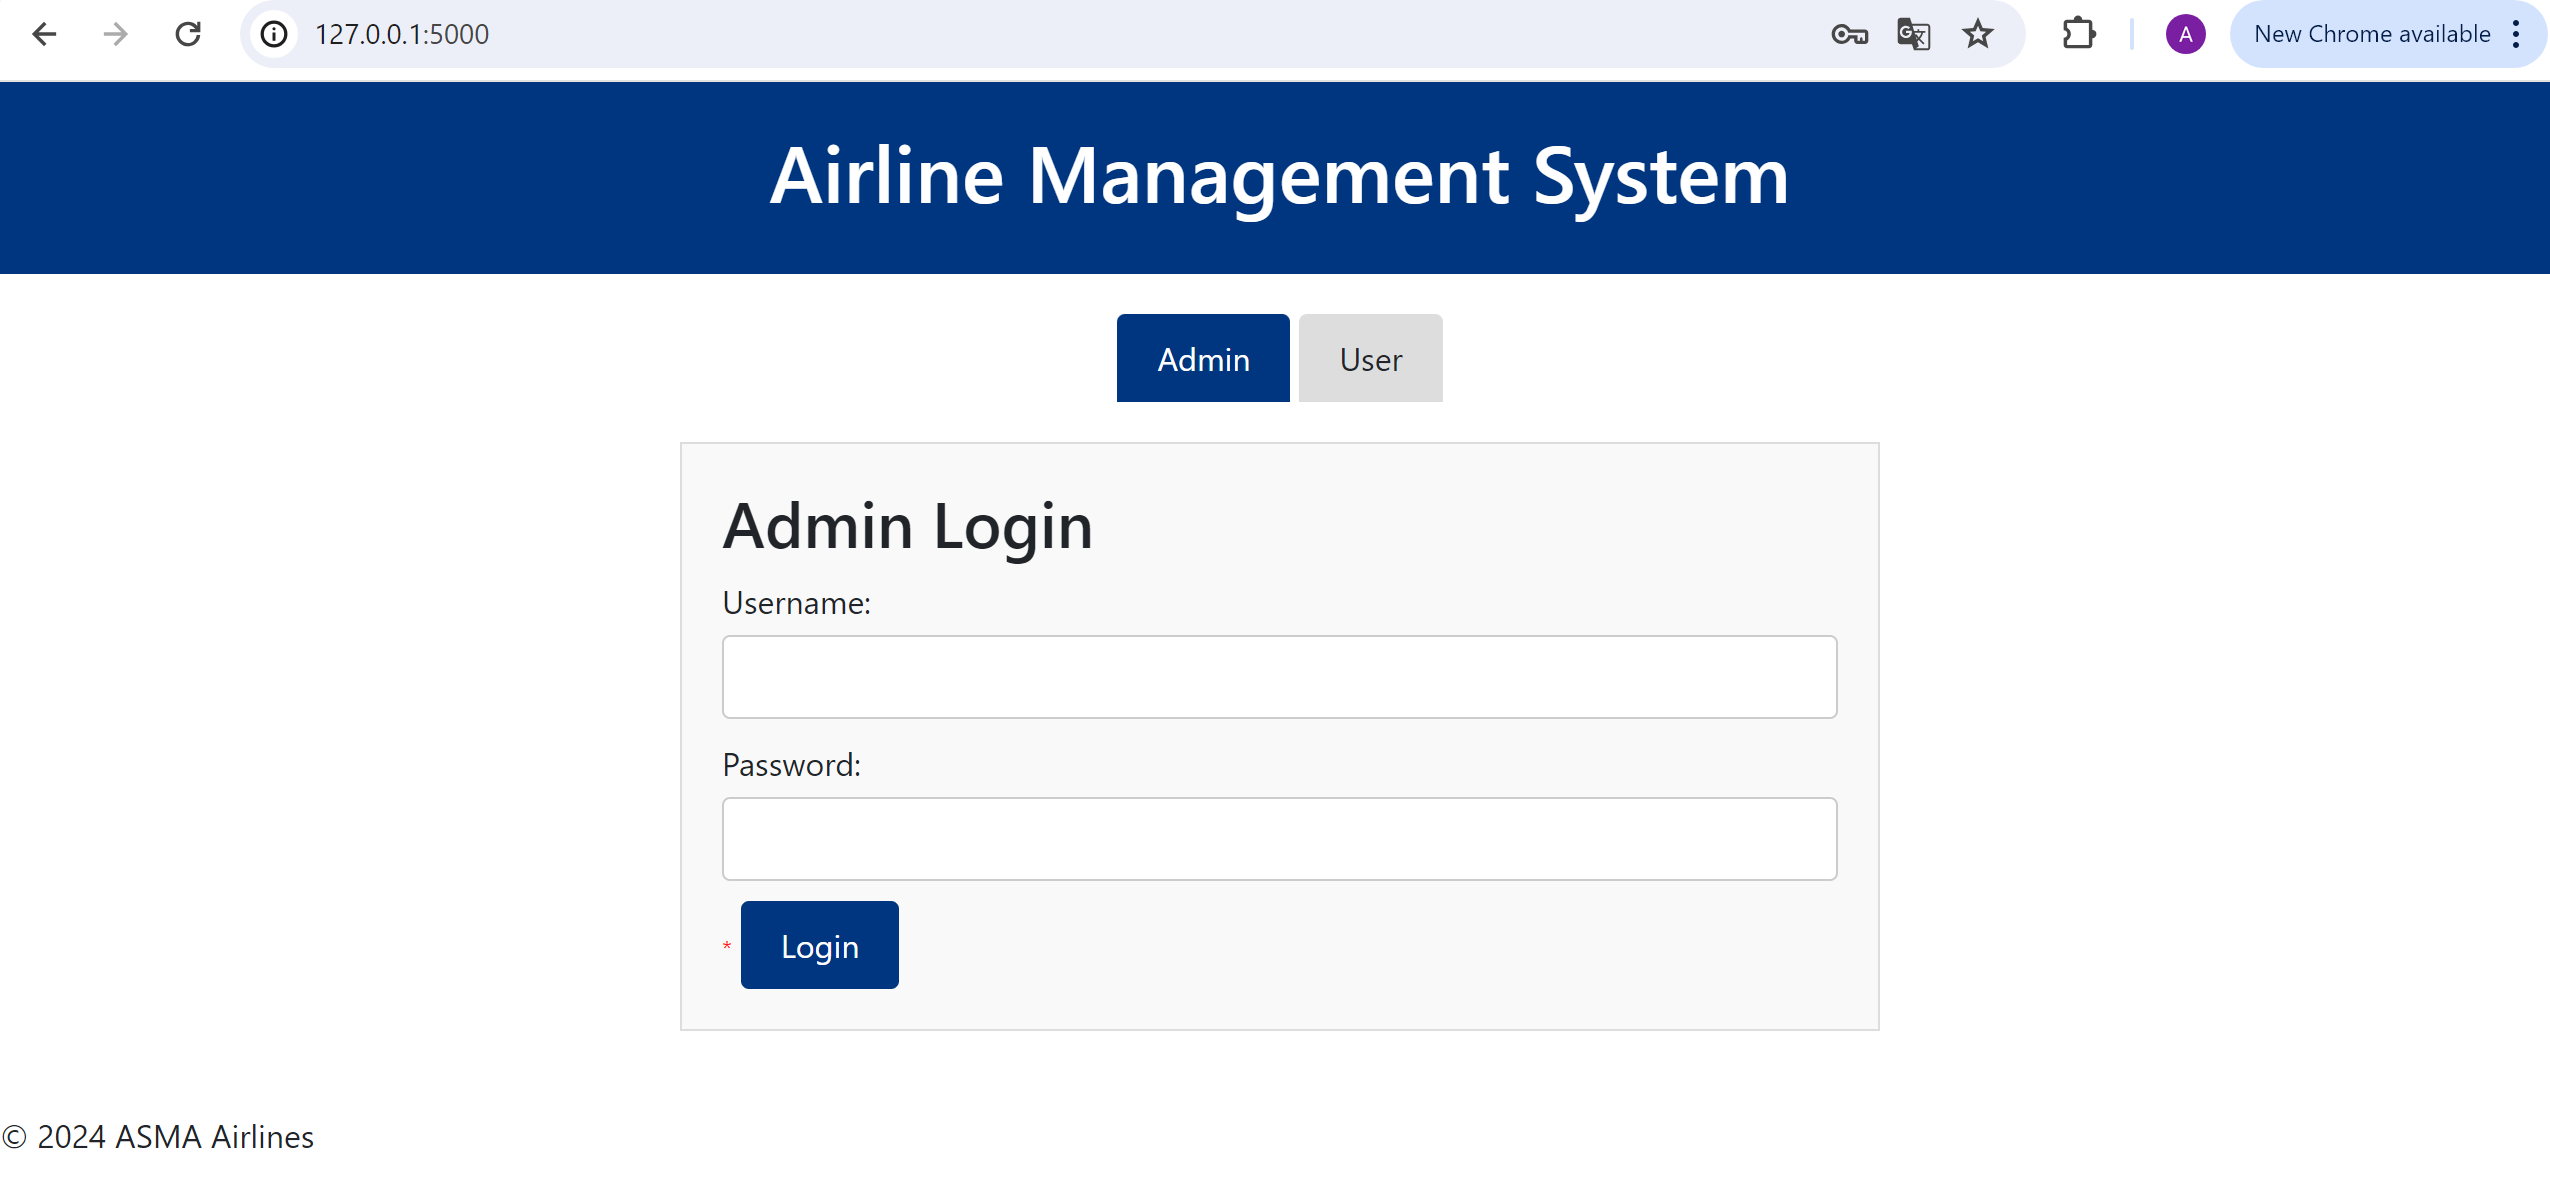 127.0.0.1:5000
A
New Chrome available
Airline Management System
Admin
User
Admin Login
Username:
Password:
* Login
© 2024 ASMA Airlines